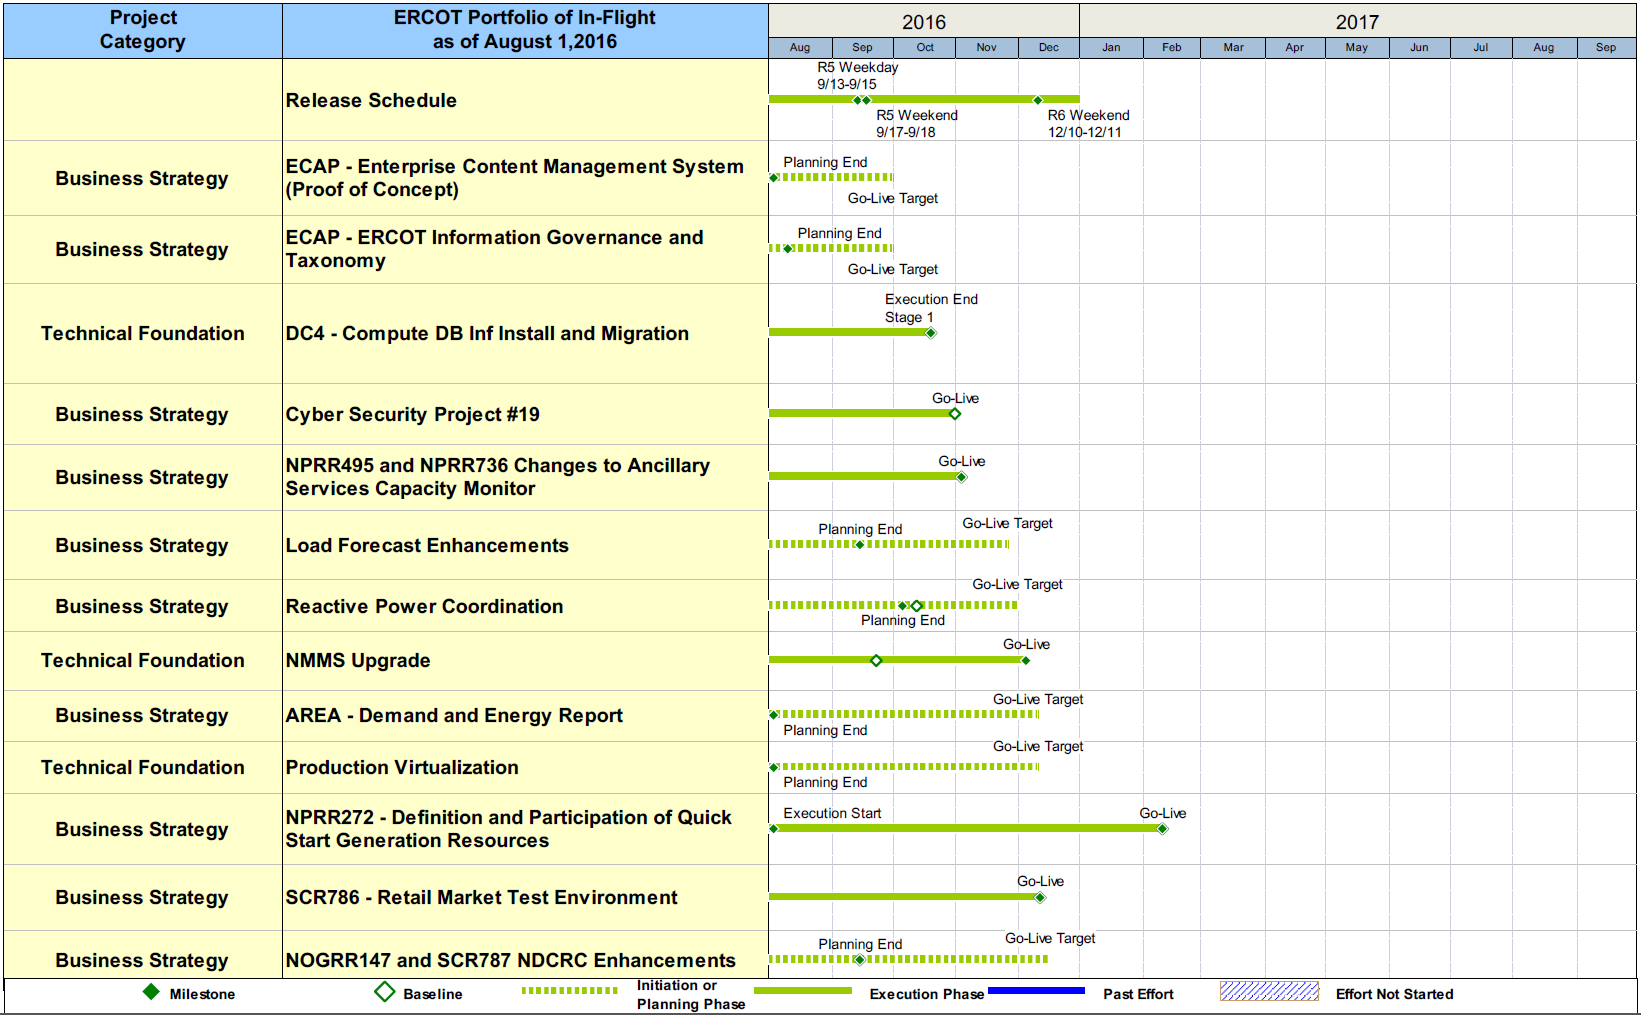 Project
Category
ERCOT Portfolio of In-Flight
as of August 1,2016
2016
2017
Aug Sep Oct Nov Dec Jan Feb Mar Apr May Jun Jul Aug Sep
Release Schedule
R5 Weekday
9/13-9/15
R5 Weekend
9/17-9/18
R6 Weekend
12/10-12/11
Business Strategy
ECAP - Enterprise Content Management System
(Proof of Concept)
Planning End
Go-Live Target
Business Strategy
ECAP - ERCOT Information Governance and
Taxonomy
Planning End
Go-Live Target
Technical Foundation
DC4 - Compute DB Inf Install and Migration
Execution End
Stage 1
Business Strategy
Cyber Security Project #19
Go-Live
Business Strategy
NPRR495 and NPRR736 Changes to Ancillary
Services Capacity Monitor
Go-Live
Business Strategy
Load Forecast Enhancements
Planning End
Go-Live Target
Business Strategy
Reactive Power Coordination
Go-Live Target
Planning End
Technical Foundation
NMMS Upgrade
Go-Live
Business Strategy
AREA - Demand and Energy Report
Go-Live Target
Planning End
Technical Foundation
Production Virtualization
Go-Live Target
Planning End
Business Strategy
NPRR272 - Definition and Participation of Quick
Start Generation Resources
Execution Start
Go-Live
Business Strategy
SCR786 - Retail Market Test Environment
Go-Live
Business Strategy
NOGRR147 and SCR787 NDCRC Enhancements
Planning End
Go-Live Target
Milestone
Baseline
Initiation or
Planning Phase
Execution Phase
Past Effort
Effort Not Started